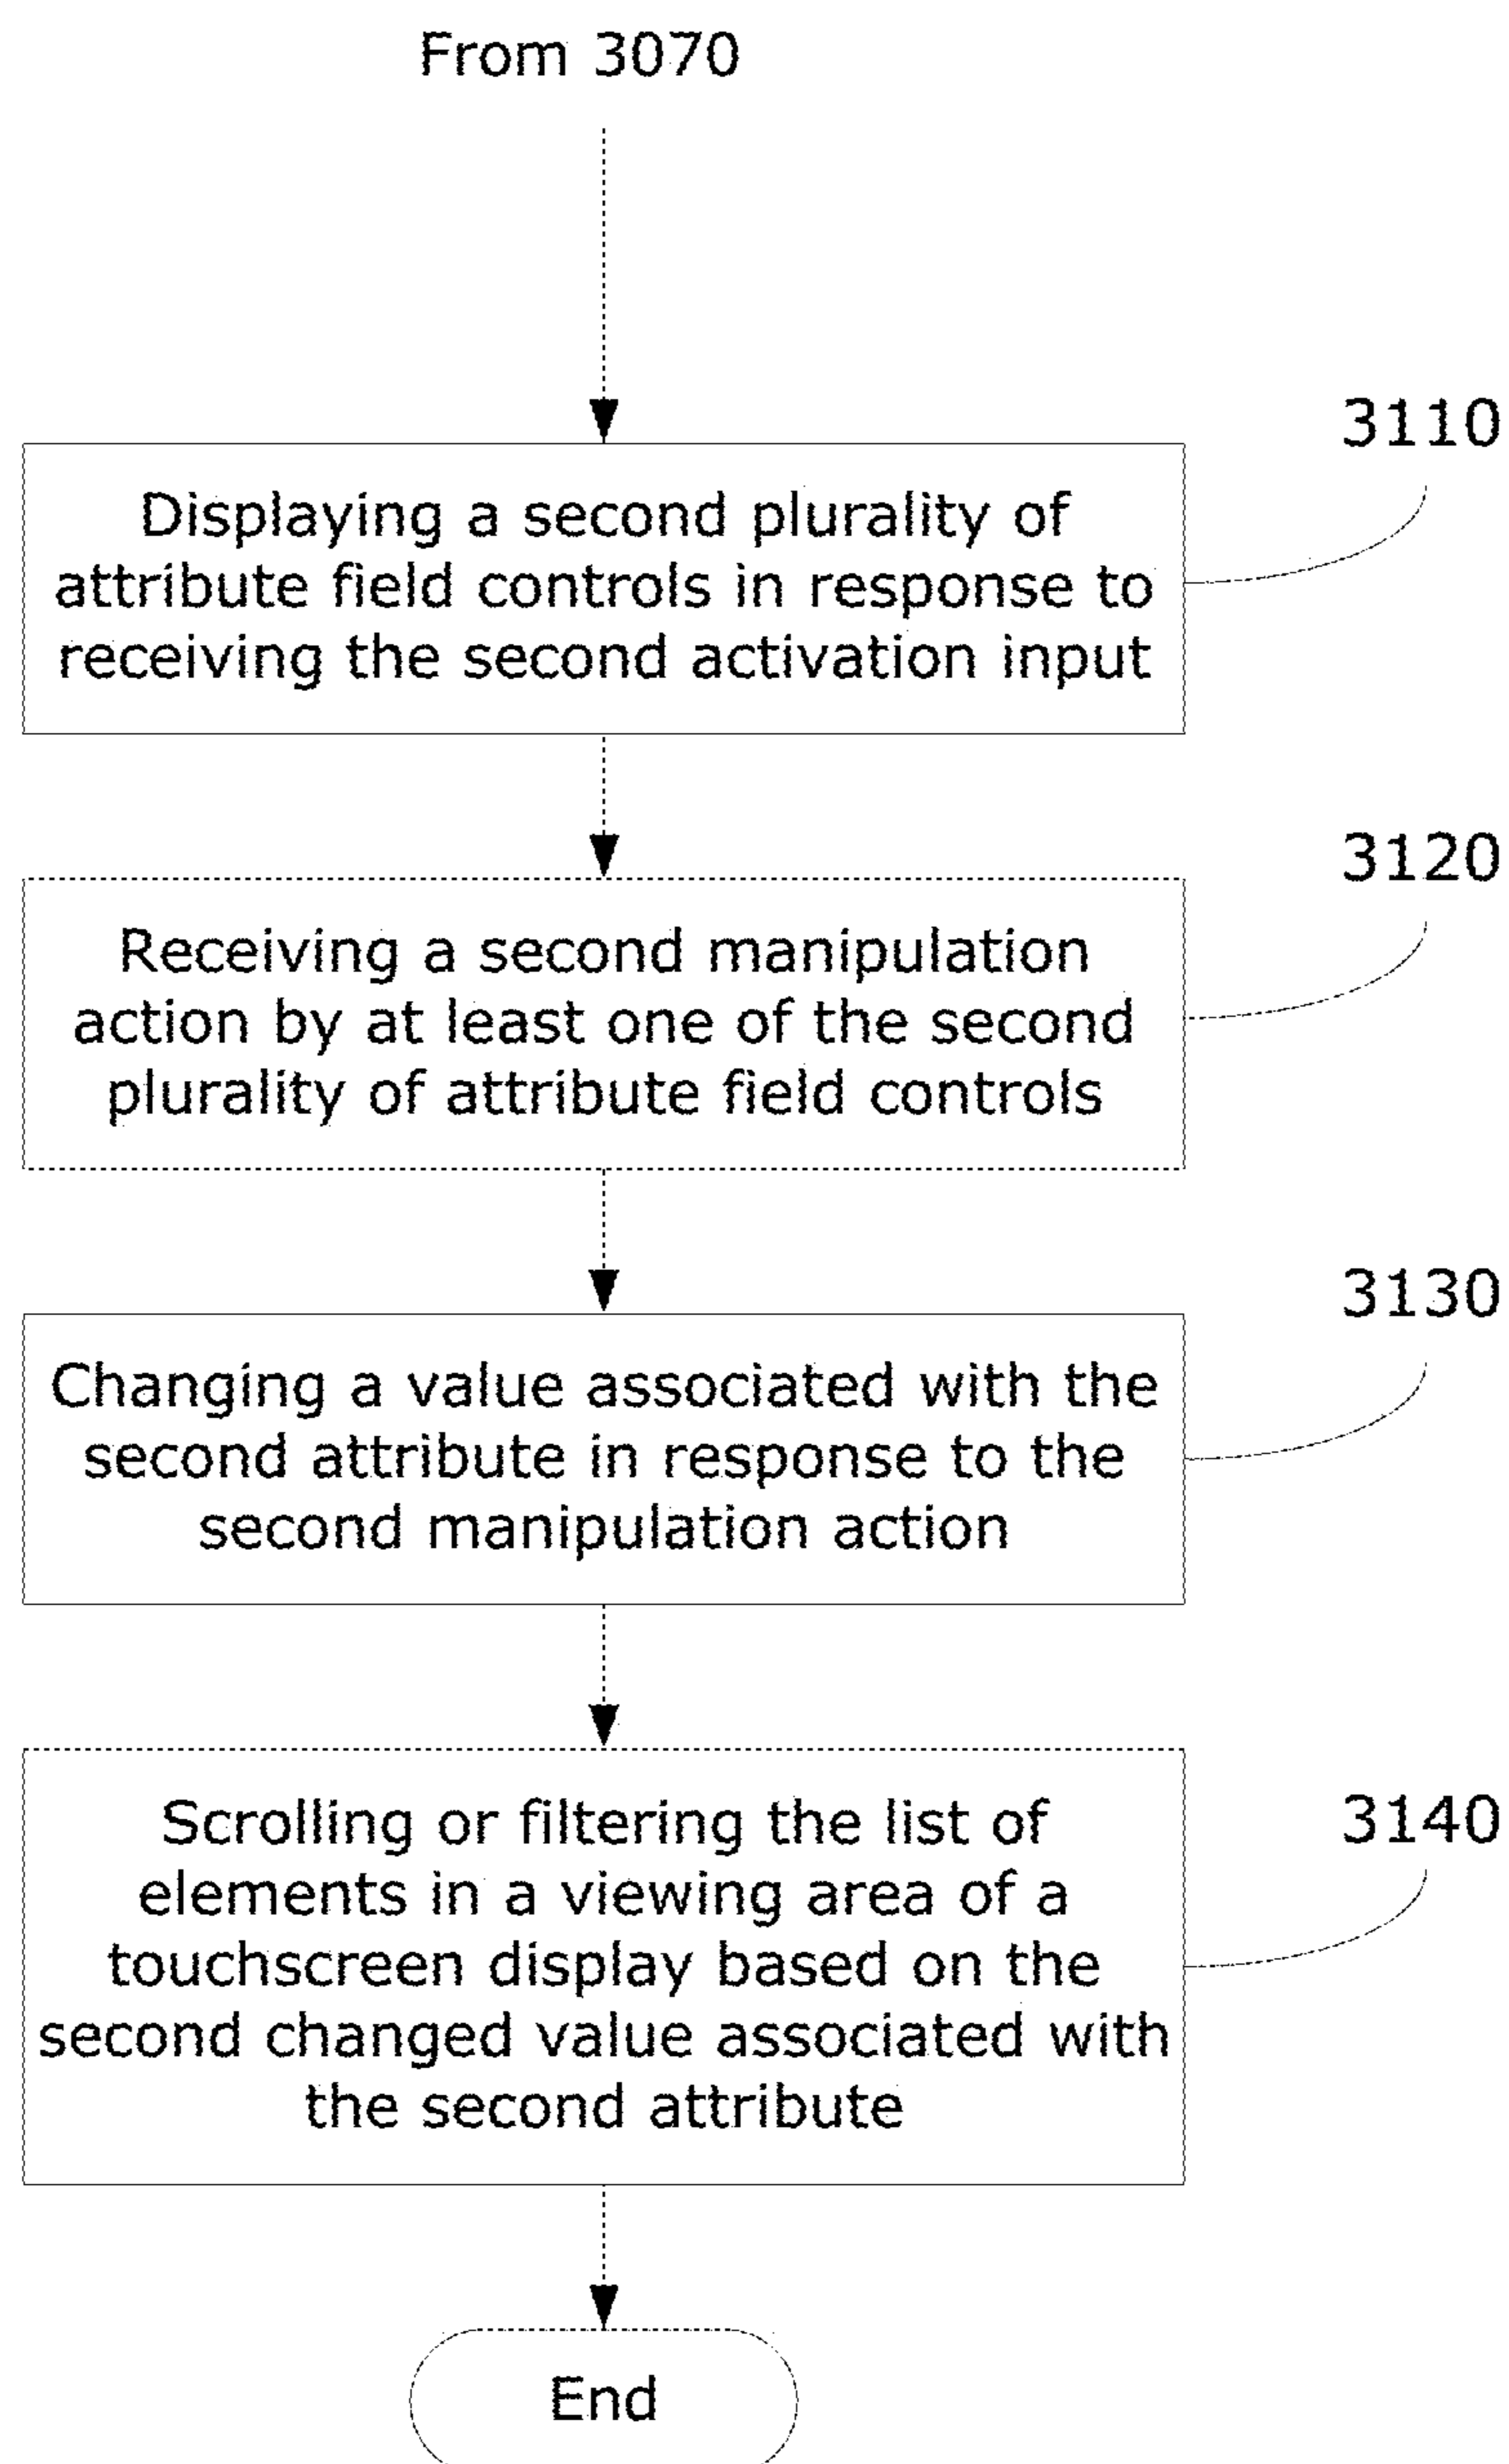 From 3070
3110
Displaying a second plurality of
attribute field controls in response to
receiving the second activation input
3120
Receiving a second manipulation
action by at least one of the second
plurality of attribute field controls
3130
Changing a value associated with the
second attribute in response to the
second manipulation action
3140
Scrolling or filtering the list of
elements in a viewing area of a
touchscreen display based on the
second changed value associated with
the second attribute
End